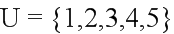 U = {1,2,3,4,5}